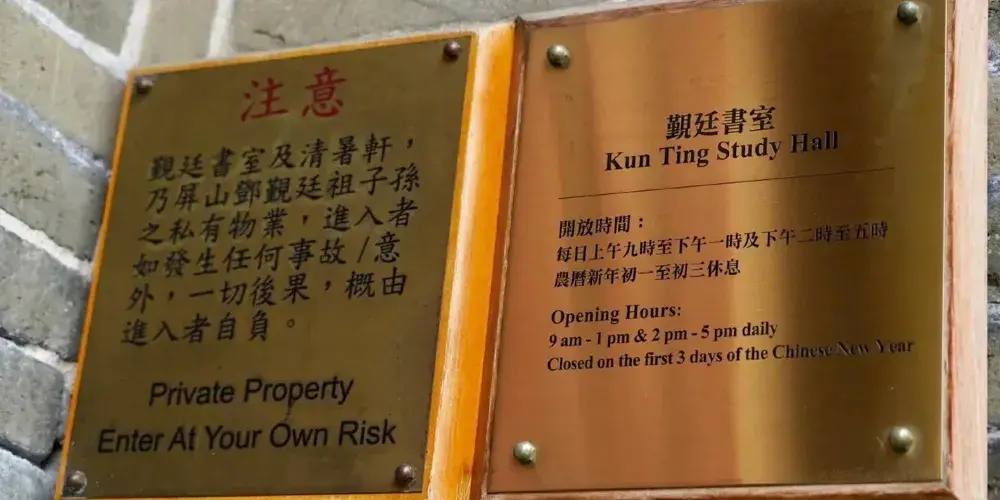 注意
觀廷書室及清暑軒，
乃屏山鄧觀廷祖子孫
之私有物業，進入者
如發生任何事故/意
外，一切後果，概由
進入者自負。
Private Property
Enter At Your Own Risk
覲廷書室
Kun Ting Study Hall
開放時間：
每日上午九時至下午一時及下午二時至五時
農曆新年初一至初三休息
Opening Hours:
9 am - 1 pm & 2 pm - 5 pm daily
Closed on the first 3 days of the Chinese New Year